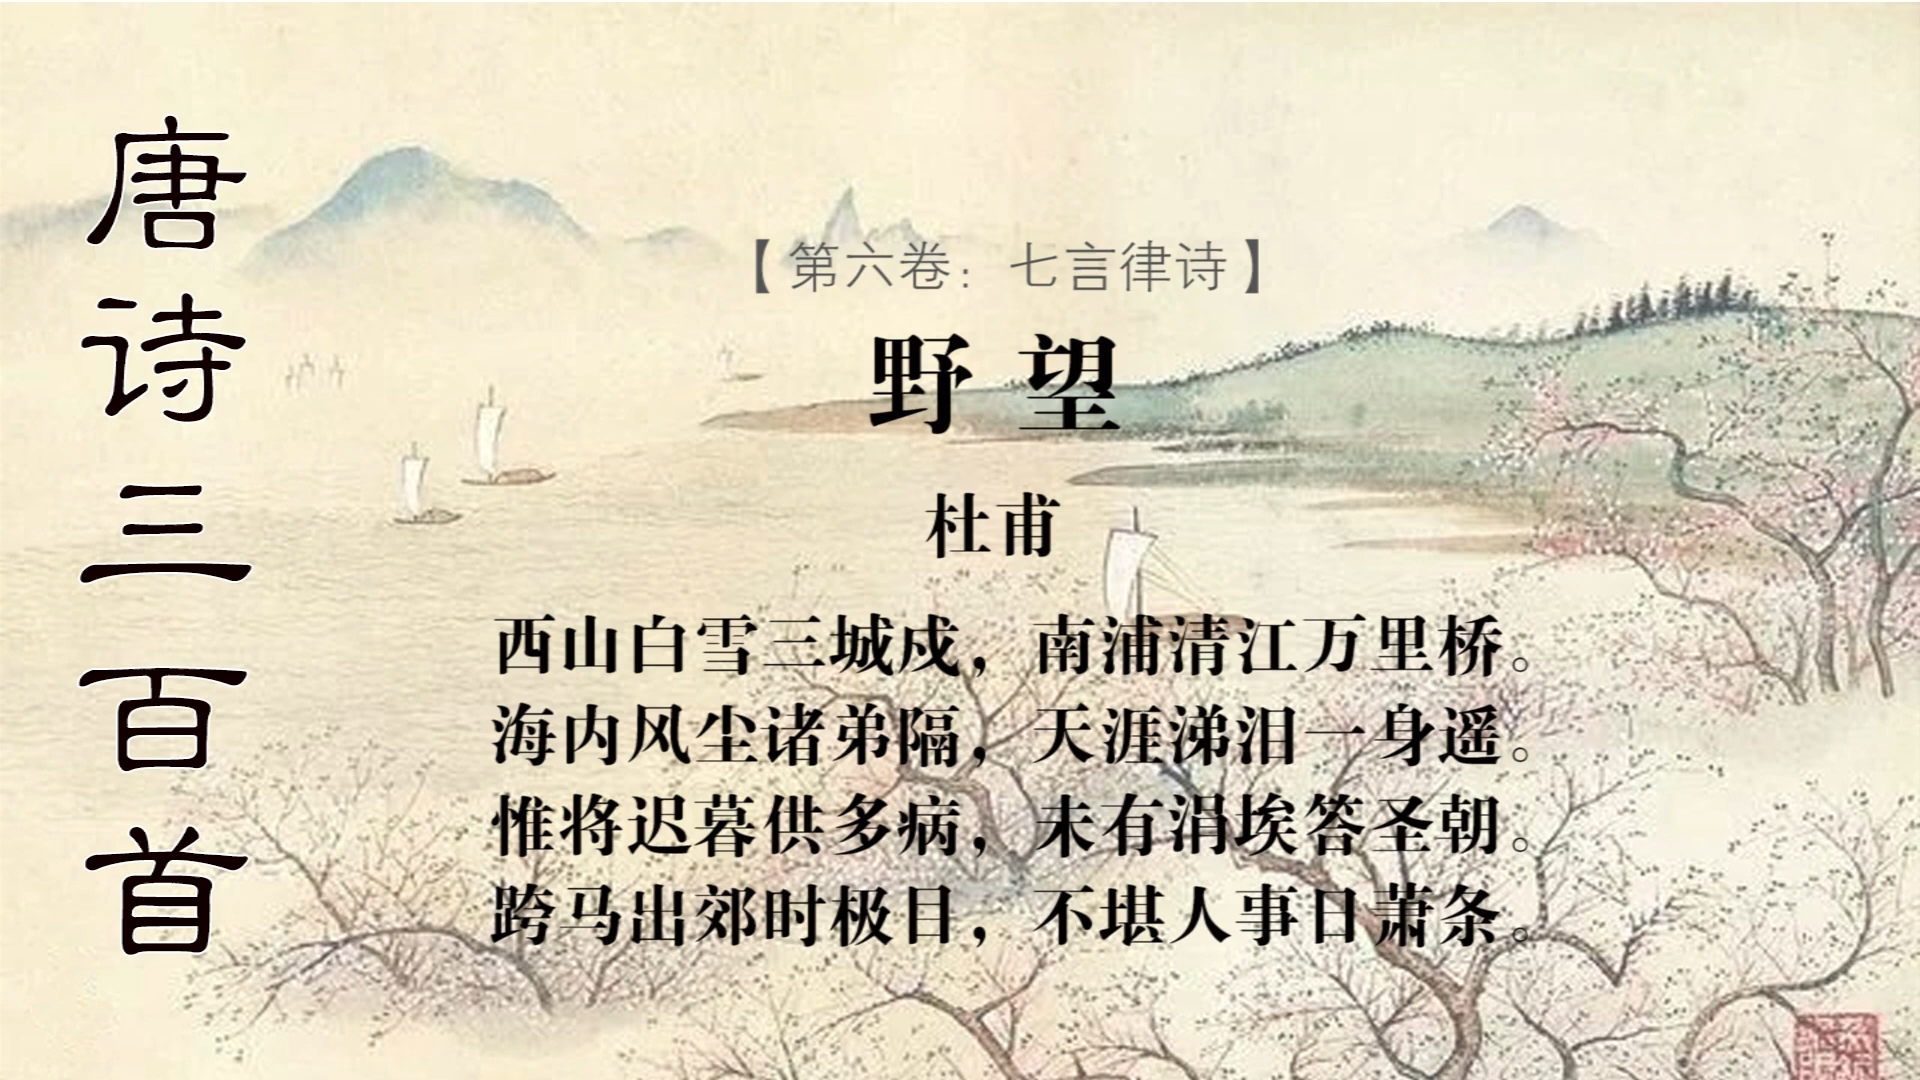 唐诗三百首
【第六卷：七言律诗】
野望
杜甫
西山白雪三城戍，南浦清江万里桥。
海内风尘诸弟隔，天涯涕泪一身遥。
惟将迟暮供多病，未有涓埃答圣朝。
跨马出郊时极目，不堪人事日萧条。